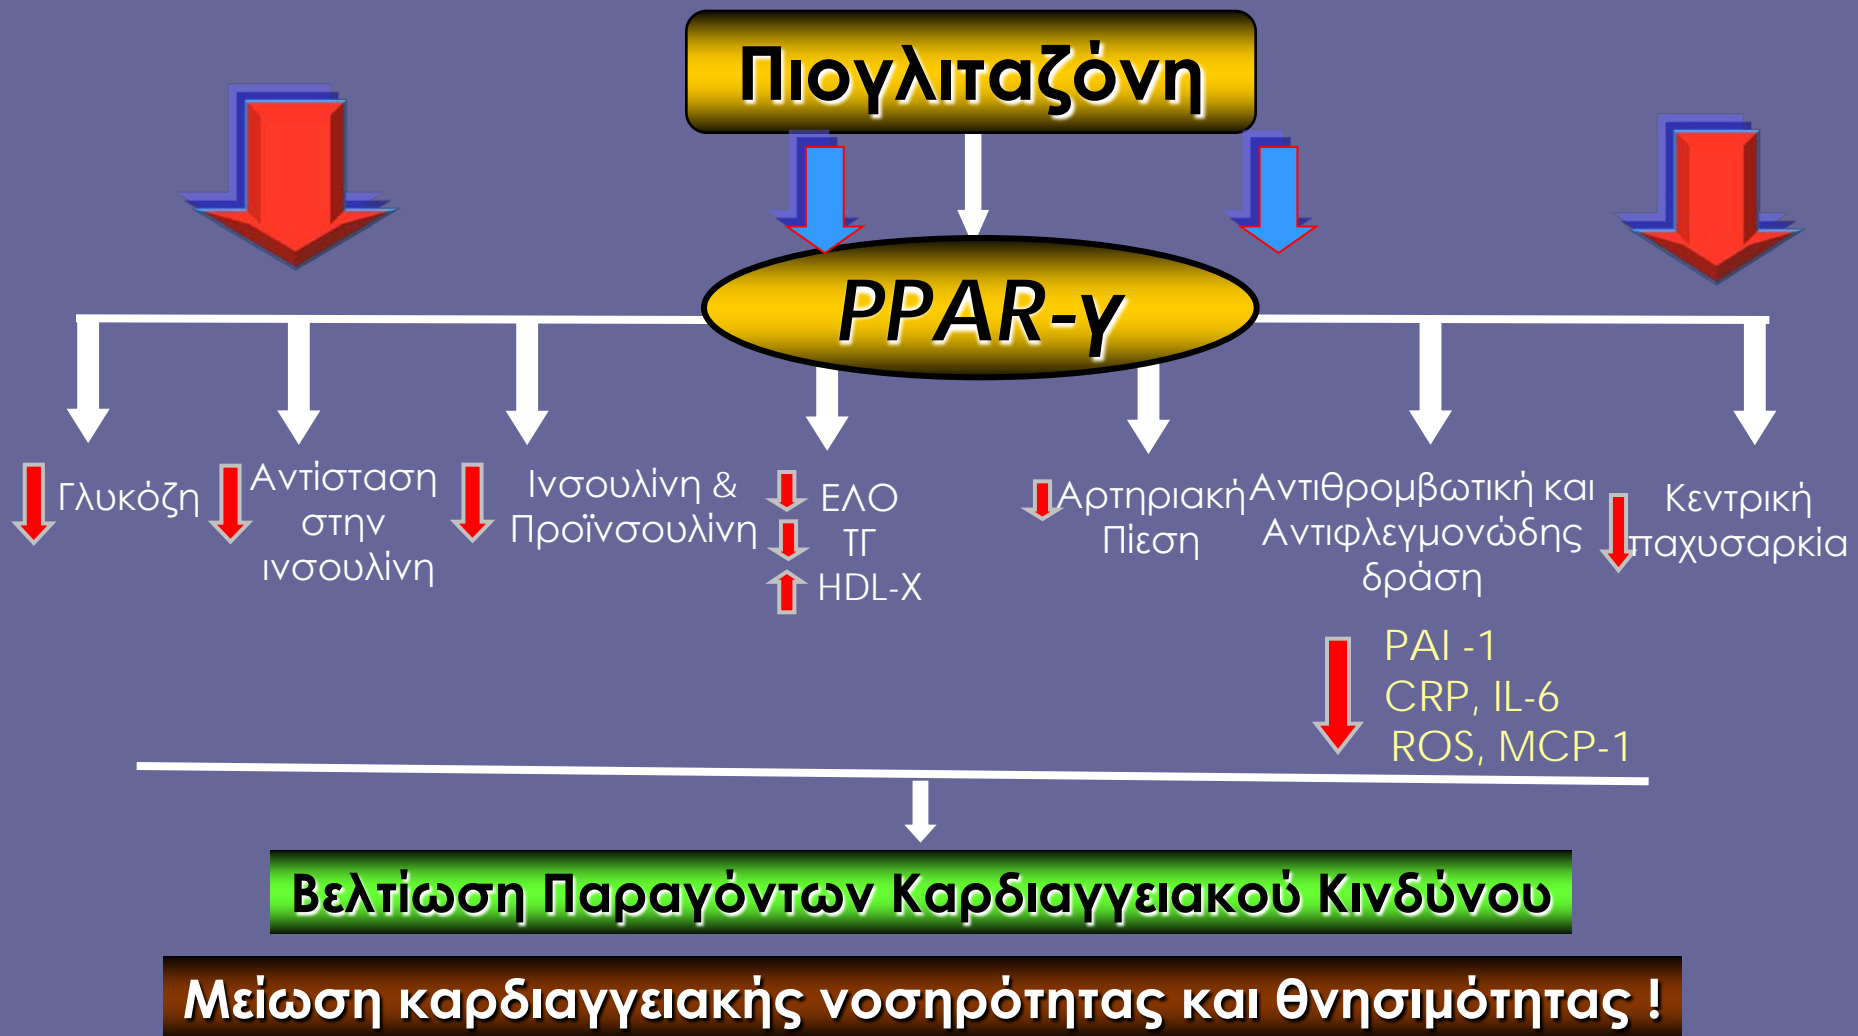 Πιογλιταζόνη
PPAR-γ
Γλυκόζη
Αντίσταση
στην
ινσουλίνη
Ινσουλίνη &
Προϊνσουλίνη
ΕΛΟ
ΤΓ
HDL-X
Αρτηριακή
Πίεση
Αντιθρομβωτική και
Αντιφλεγμονώδης
δράση
Κεντρική
παχυσαρκία
PAI -1
CRP, IL-6
ROS, MCP-1
Βελτίωση Παραγόντων Καρδιαγγειακού Κινδύνου
Μείωση καρδιαγγειακής νοσηρότητας και θνησιμότητας !